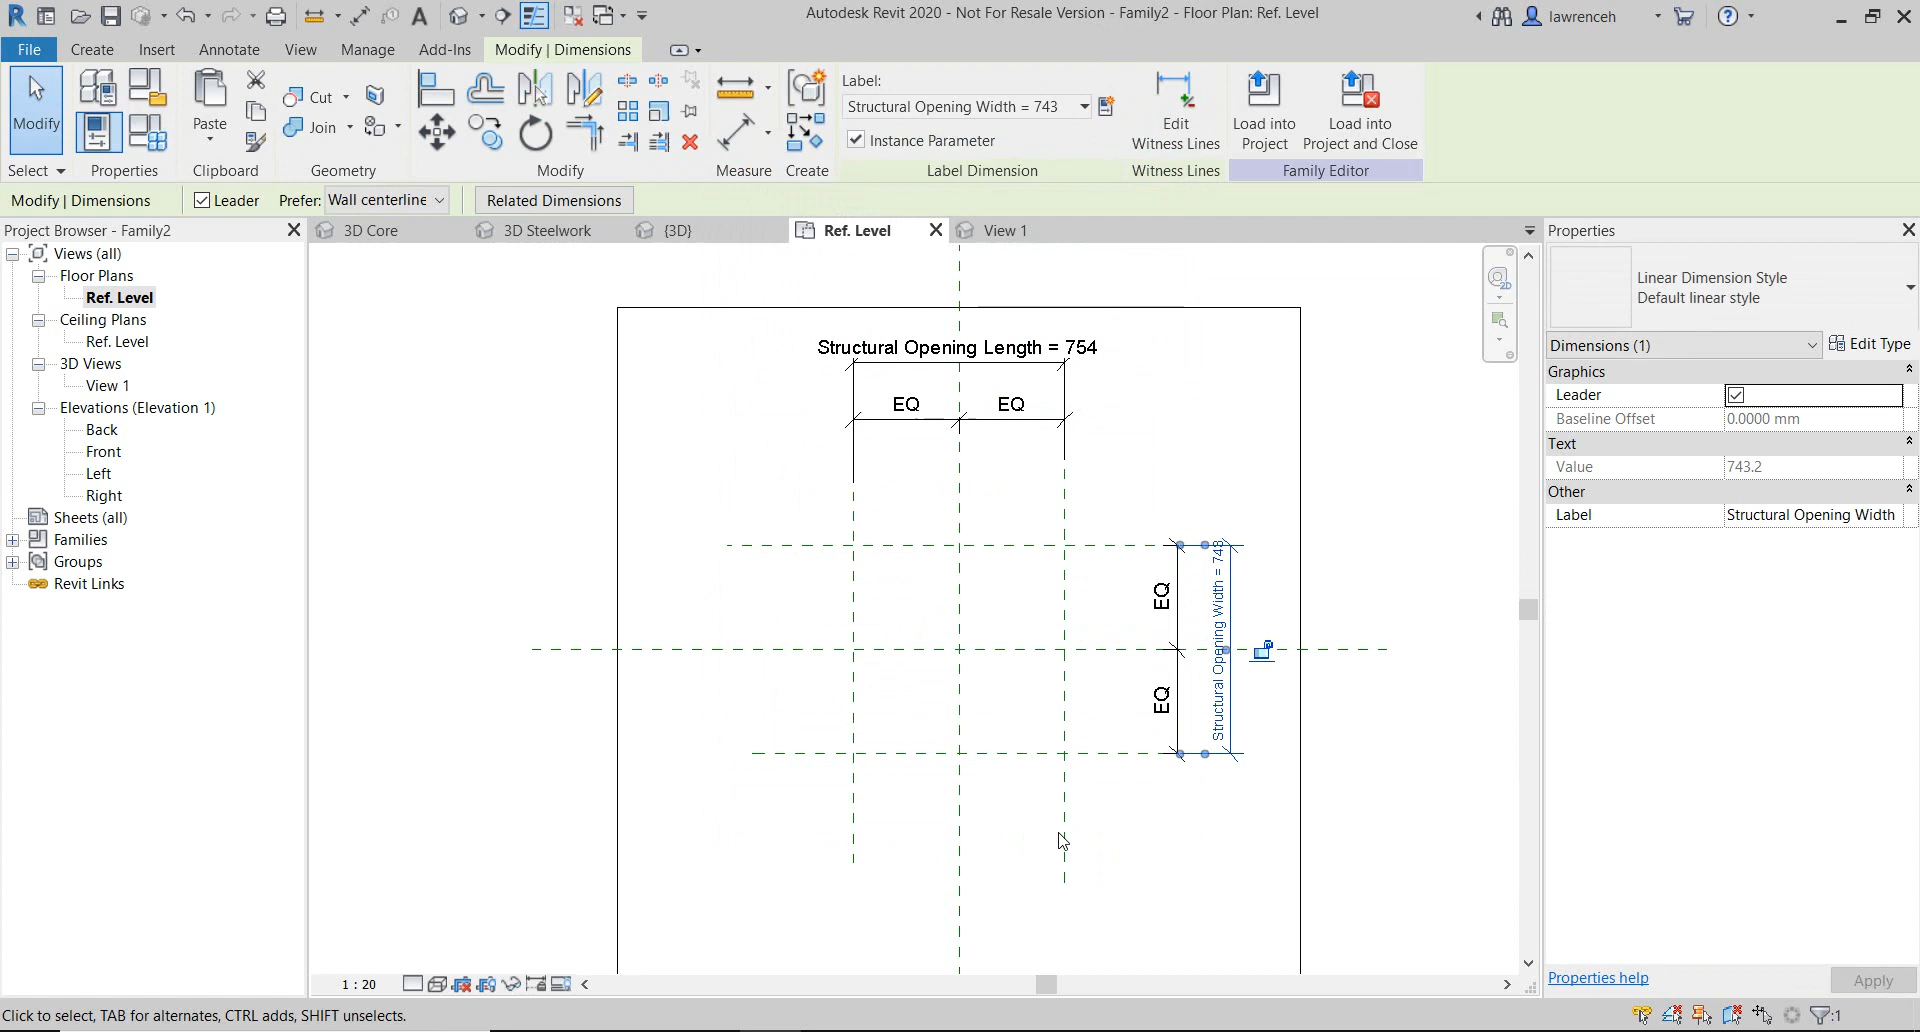 Autodesk Revit 2020 - Not For Resale Version - Family2 - Floor Plan: Ref. Level
lawrenceh
File Create Insert Annotate View Manage Add-Ins Modify | Dimensions
Modify
Paste
Cut
Join
Label:
Structural Opening Width = 743
Instance Parameter
Edit
Witness Lines
Load into
Project
Load into
Project and Close
Select Properties Clipboard Geometry Modify Measure Create Label Dimension Witness Lines Family Editor
Modify | Dimensions Leader Prefer: Wall centerline Related Dimensions
Project Browser - Family2
Views (all)
Floor Plans
Ref. Level
Ceiling Plans
Ref. Level
3D Views
View 1
Elevations (Elevation 1)
Back
Front
Left
Right
Sheets (all)
Families
Groups
Revit Links
3D Core 3D Steelwork {3D} Ref. Level View 1
2D
Structural Opening Length = 754
EQ EQ
EQ
EQ
Structural Opening Width = 743
1 : 20
Properties
Linear Dimension Style
Default linear style
Dimensions (1) Edit Type
Graphics
Leader
Baseline Offset 0.0000 mm
Text
Value 743.2
Other
Label Structural Opening Width
Properties help Apply
Click to select, TAB for alternates, CTRL adds, SHIFT unselects.
:1